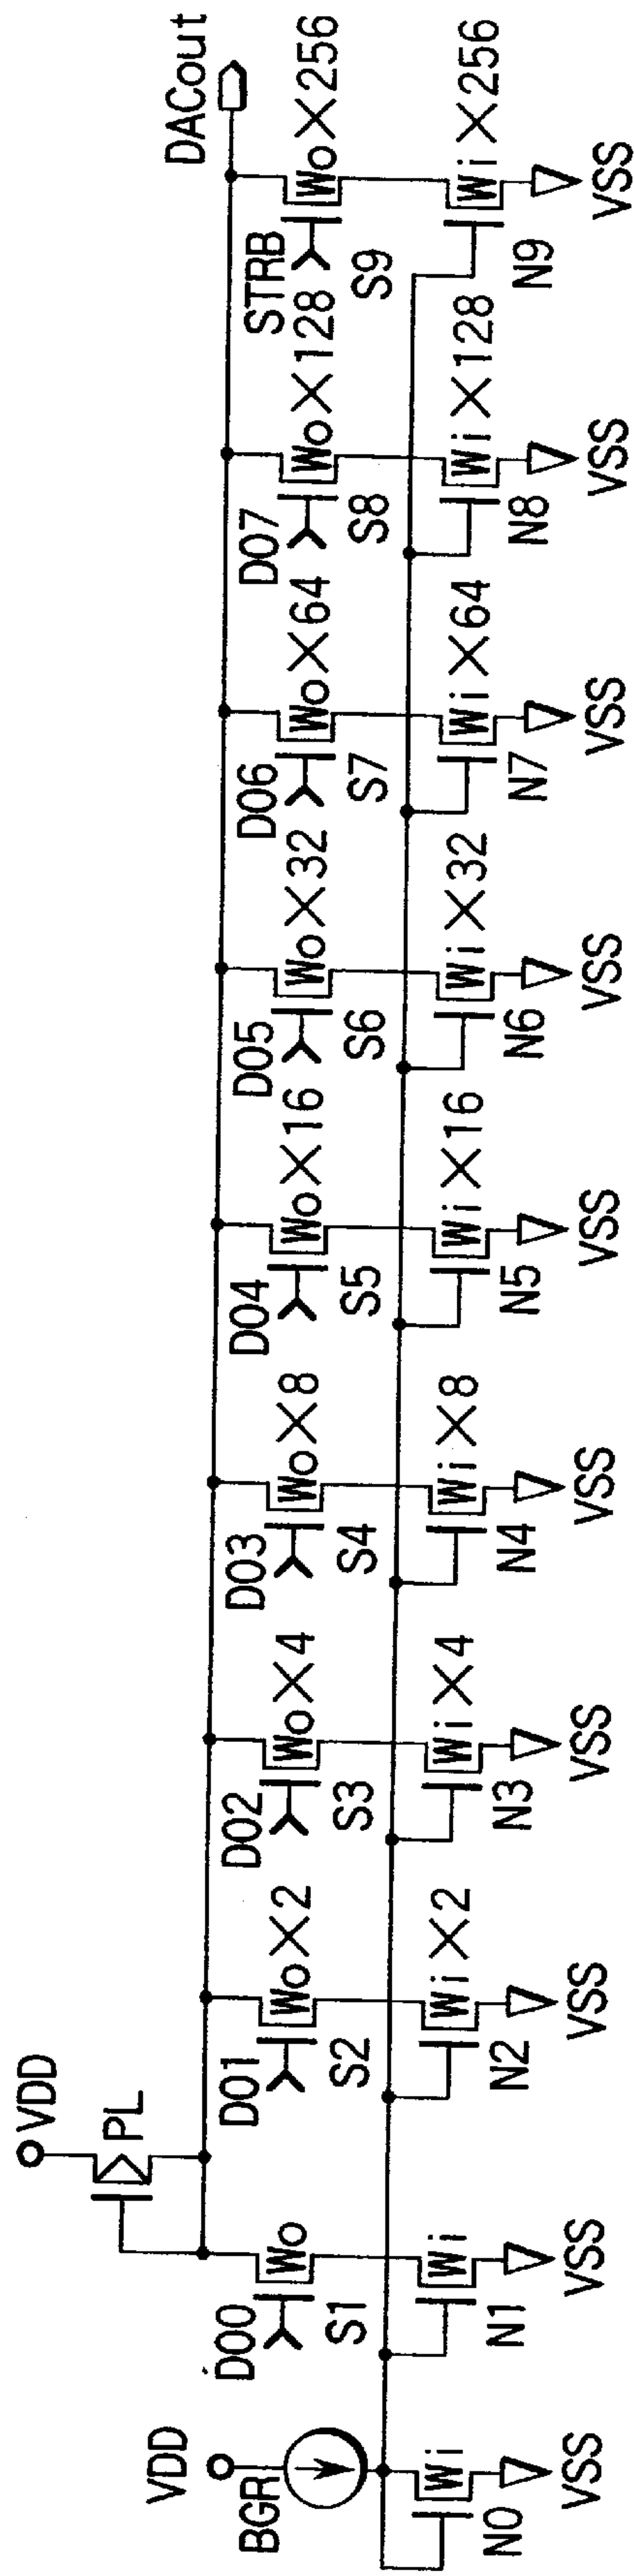 VDD
PL
DACout
VDD
BGR
D00
Wo
S1
D01
Wo×2
S2
D02
Wo×4
S3
D03
Wo×8
S4
D04
Wo×16
S5
D05
Wo×32
S6
D06
Wo×64
S7
D07
Wo×128
S8
STRB
Wo×256
S9
Wi
N0
VSS
Wi
N1
VSS
Wi×2
N2
VSS
Wi×4
N3
VSS
Wi×8
N4
VSS
Wi×16
N5
VSS
Wi×32
N6
VSS
Wi×64
N7
VSS
Wi×128
N8
VSS
Wi×256
N9
VSS